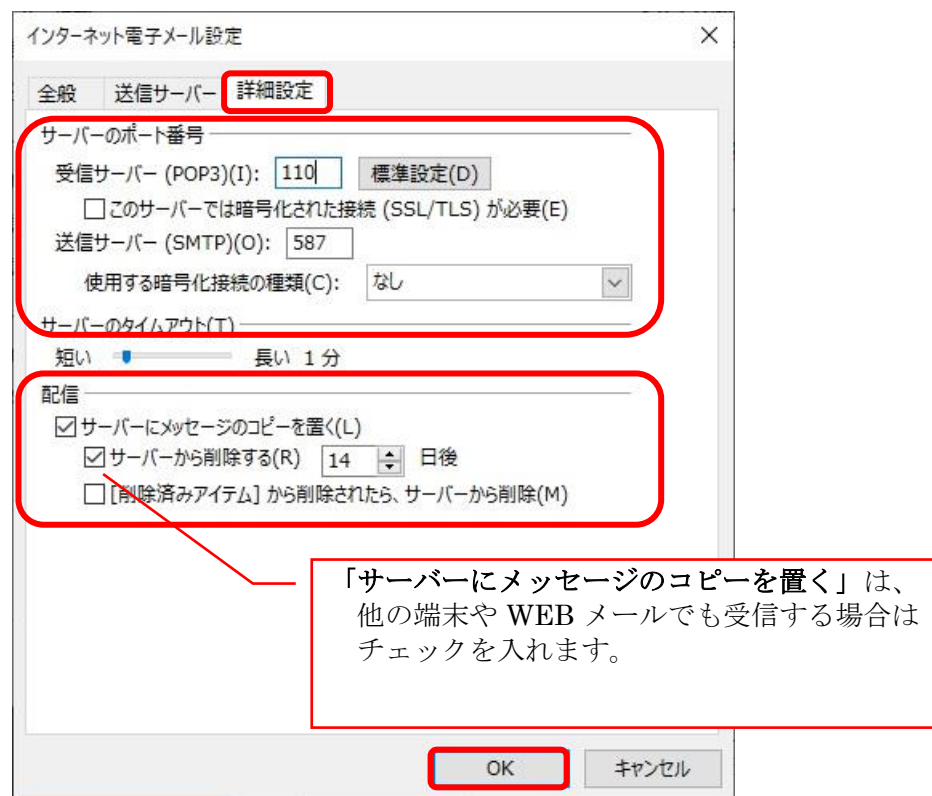 インターネット電子メール設定
全般 送信サーバー 詳細設定
サーバーのポート番号
受信サーバー (POP3)(I): 110 標準設定(D)
このサーバーでは暗号化された接続 (SSL/TLS) が必要(E)
送信サーバー (SMTP)(O): 587
使用する暗号化接続の種類(C): なし
サーバーのタイムアウト(T)
短い 長い 1 分
配信
サーバーにメッセージのコピーを置く(L)
サーバーから削除する(R) 14 日後
[削除済みアイテム] から削除されたら、サーバーから削除(M)
「サーバーにメッセージのコピーを置く」は、
他の端末や WEB メールでも受信する場合は
チェックを入れます。
OK キャンセル